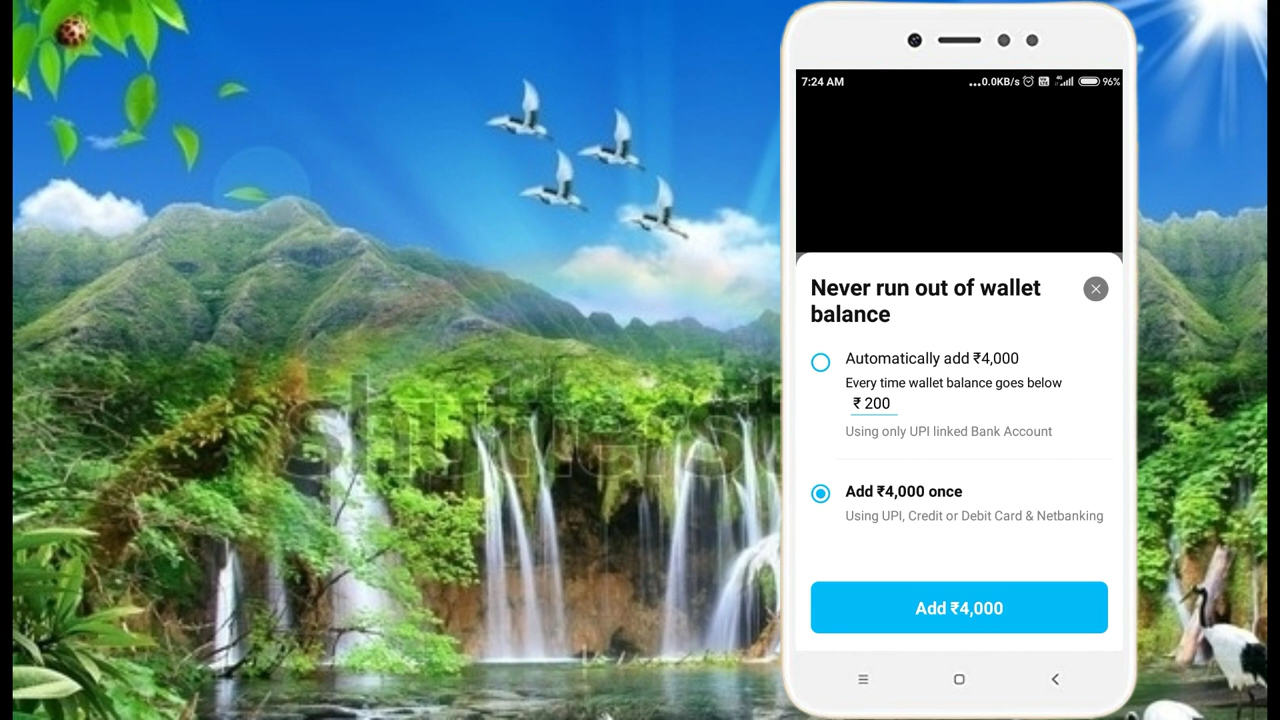 7:24 AM
...0.0KB/s
4G
96%
Never run out of wallet
balance
Automatically add ₹4,000
Every time wallet balance goes below
₹ 200
Using only UPI linked Bank Account
Add ₹4,000 once
Using UPI, Credit or Debit Card & Netbanking
Add ₹4,000